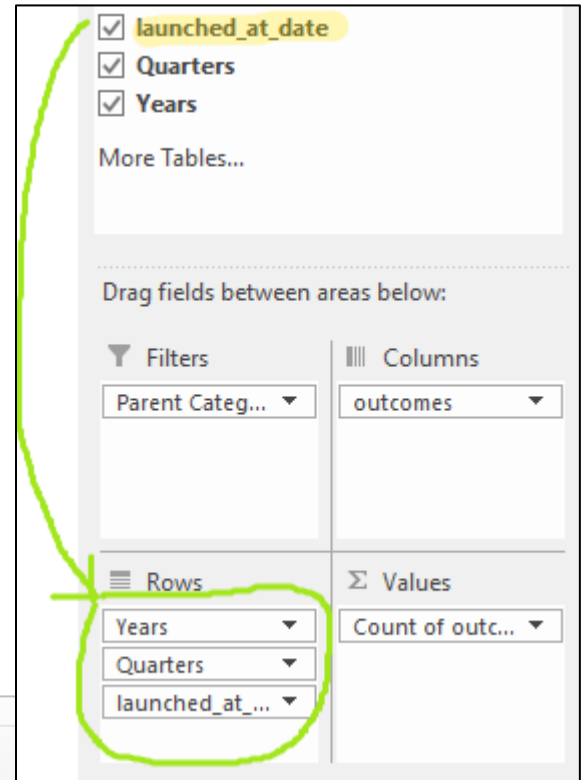 launched_at_date
Quarters
Years
More Tables...
Drag fields between areas below:
Filters
Columns
Parent Categ...
outcomes
Rows
Σ Values
Years
Count of outc...
Quarters
launched_at_...